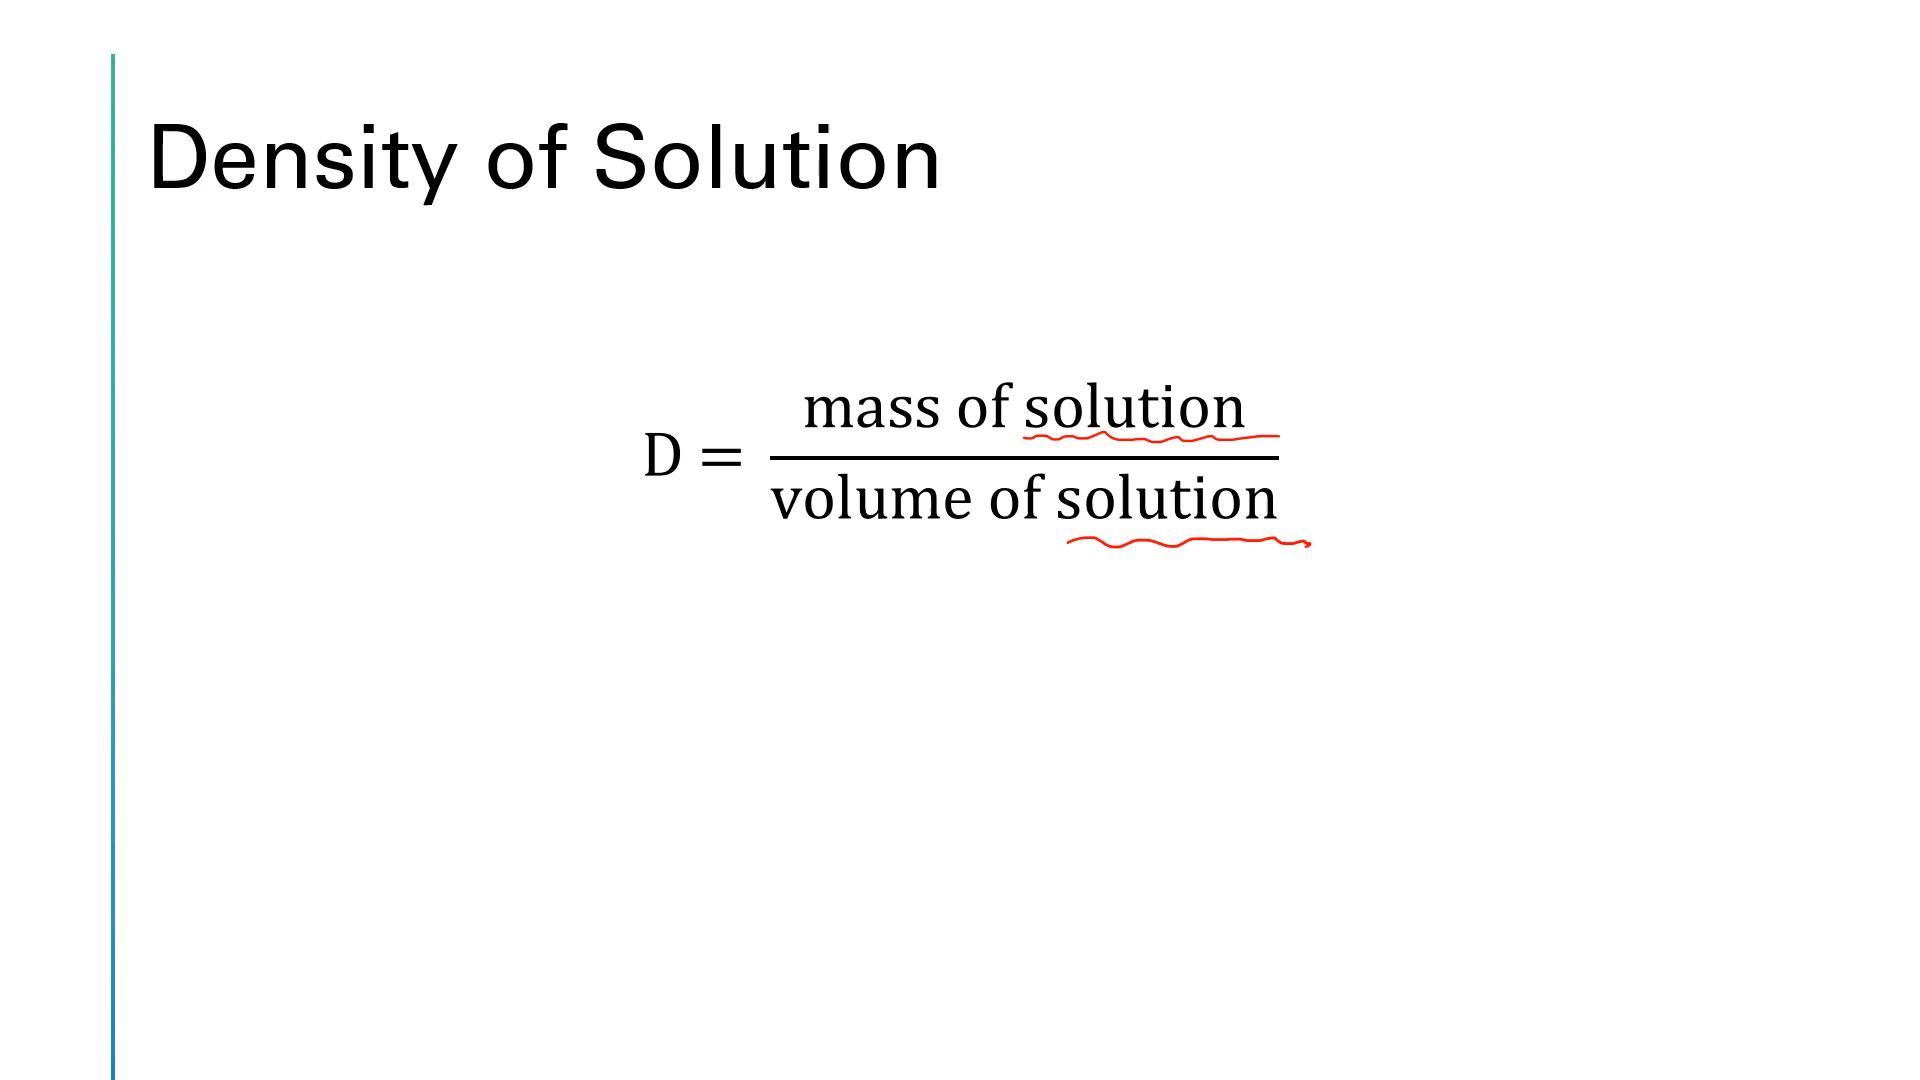 Density of Solution
mass of solution
D =
volume of solution